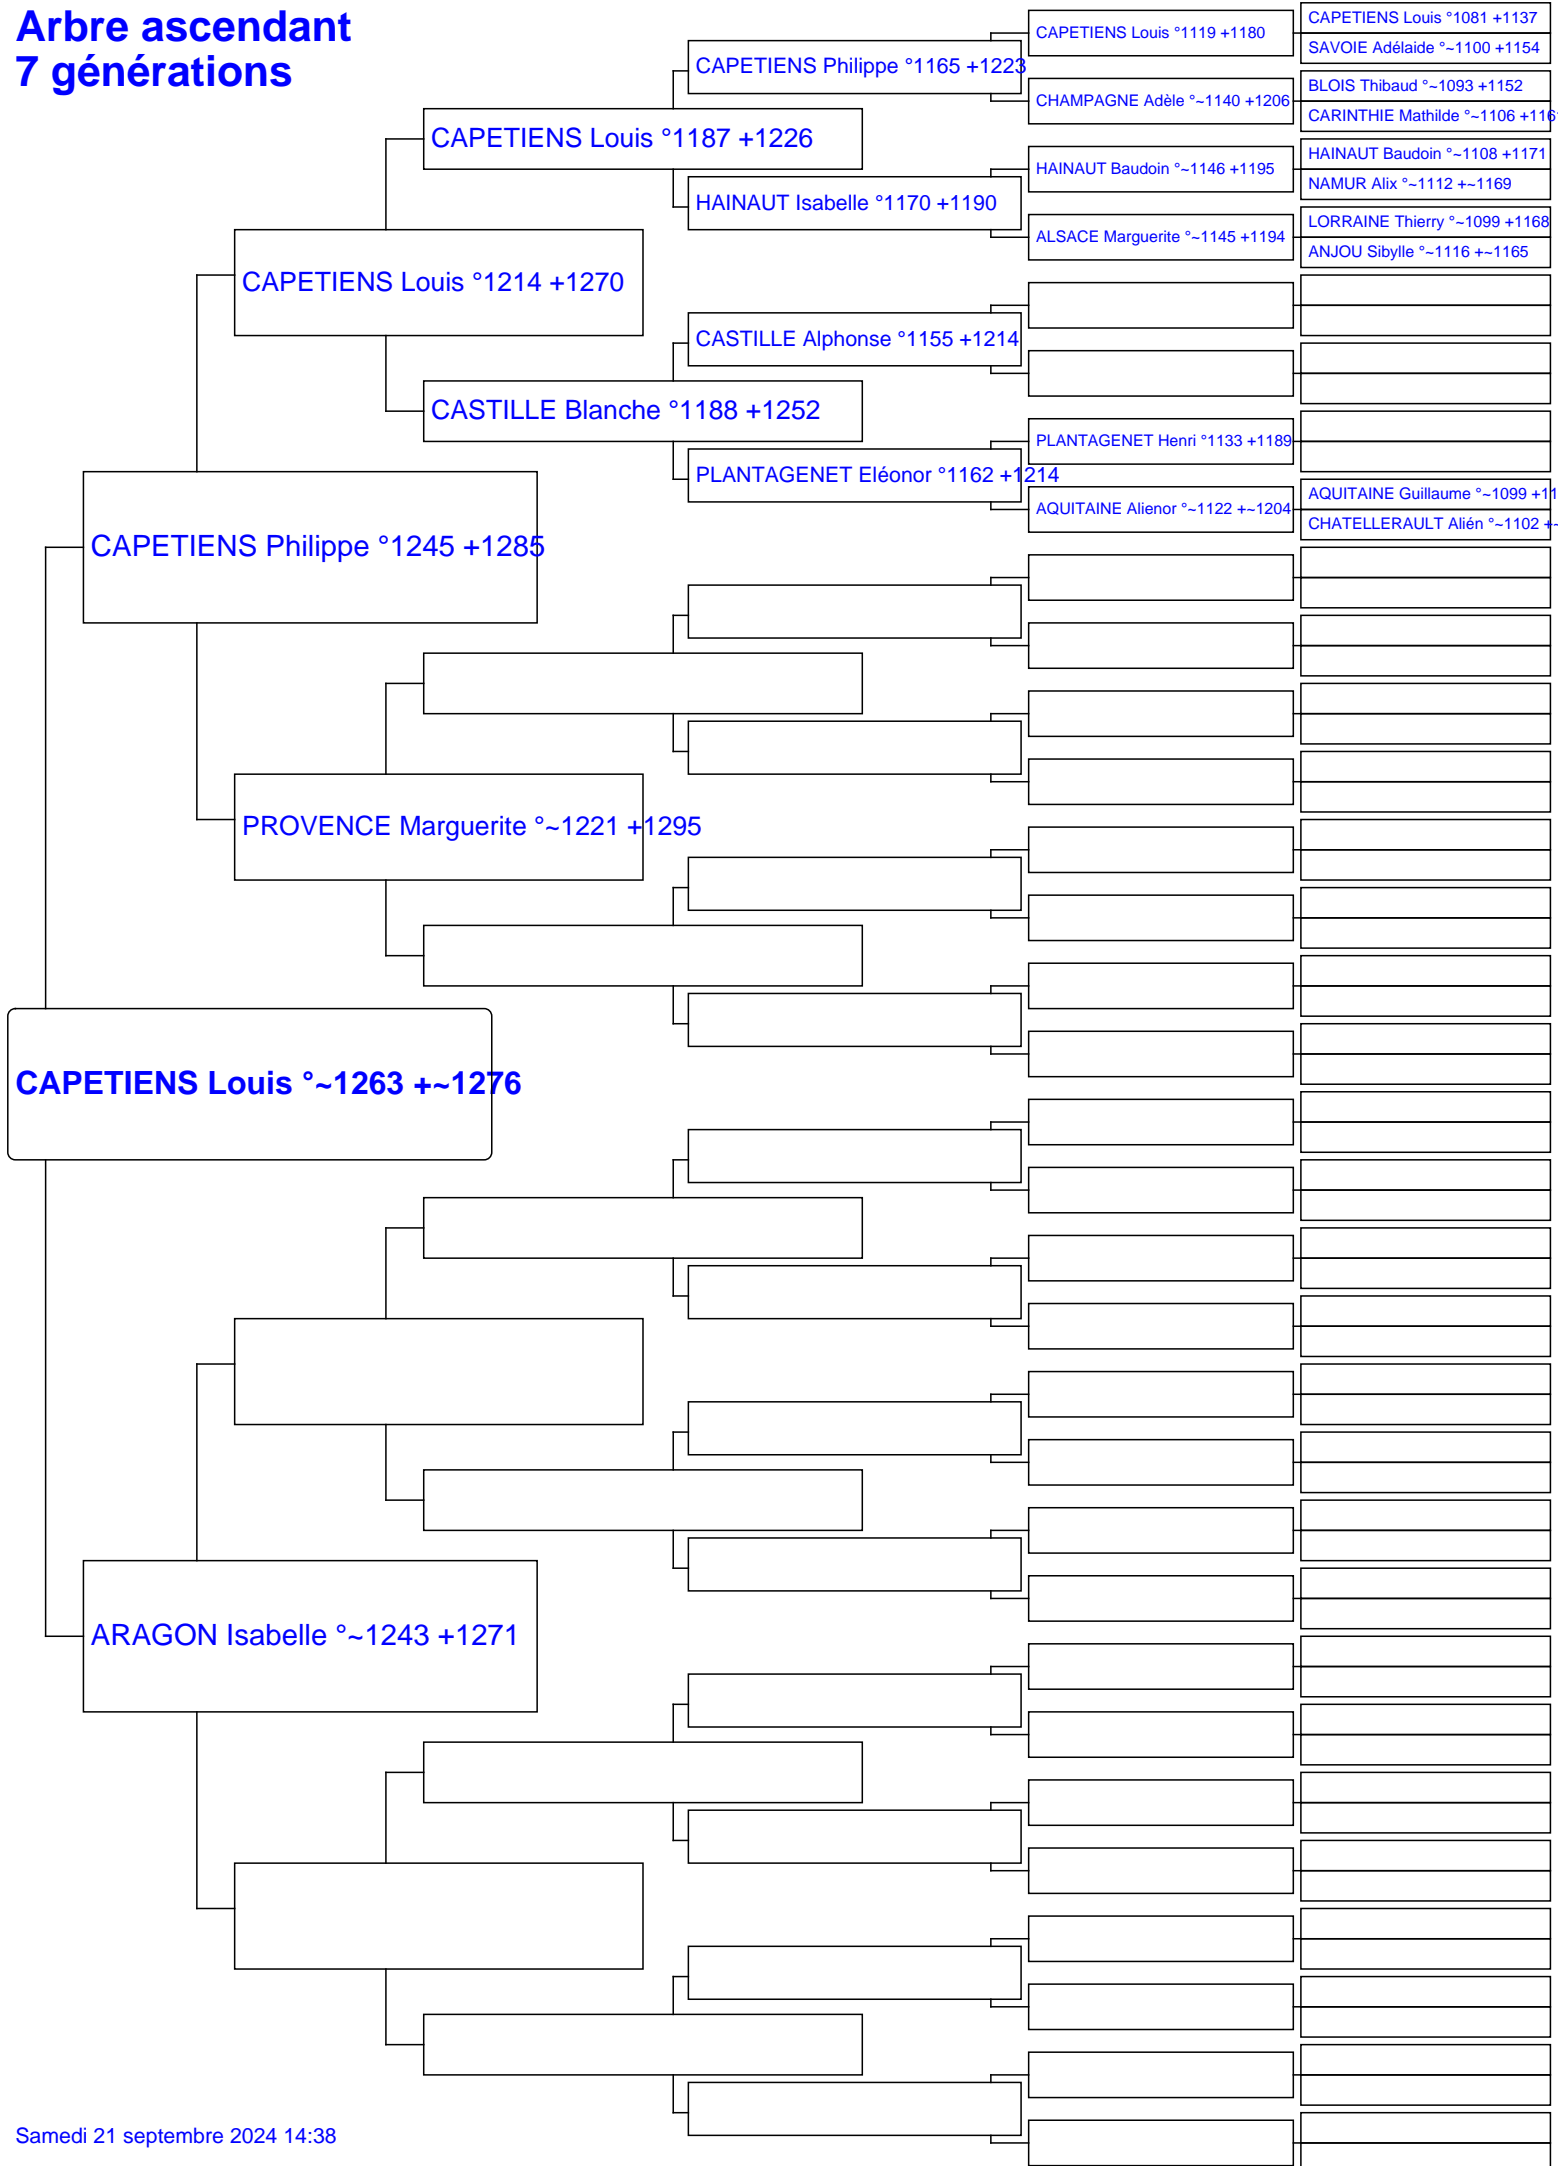 Arbre ascendant
7 générations
CAPETIENS Louis °1081 +1137
CAPETIENS Louis °1119 +1180
SAVOIE Adélaide °~1100 +1154
CAPETIENS Philippe °1165 +1223
BLOIS Thibaud °~1093 +1152
CHAMPAGNE Adèle °~1140 +1206
CARINTHIE Mathilde °~1106 +116
CAPETIENS Louis °1187 +1226
HAINAUT Baudoin °~1108 +1171
HAINAUT Baudoin °~1146 +1195
NAMUR Alix °~1112 +~1169
HAINAUT Isabelle °1170 +1190
LORRAINE Thierry °~1099 +1168
ALSACE Marguerite °~1145 +1194
ANJOU Sibylle °~1116 +~1165
CAPETIENS Louis °1214 +1270
CASTILLE Alphonse °1155 +1214
CASTILLE Blanche °1188 +1252
PLANTAGENET Henri °1133 +1189
PLANTAGENET Eléonor °1162 +1214
AQUITAINE Guillaume °~1099 +11
AQUITAINE Alienor °~1122 +~1204
CHATELLERAULT Alién °~1102 +~
CAPETIENS Philippe °1245 +1285
PROVENCE Marguerite °~1221 +1295
CAPETIENS Louis °~1263 +~1276
ARAGON Isabelle °~1243 +1271
Samedi 21 septembre 2024 14:38